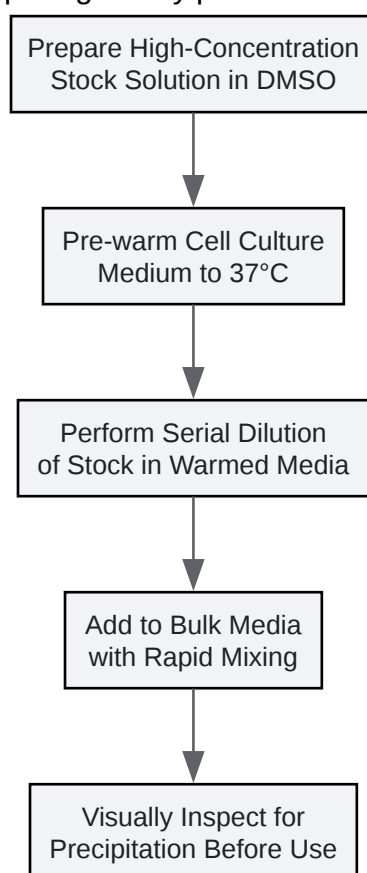 Prepare High-Concentration
Stock Solution in DMSO
Pre-warm Cell Culture
Medium to 37°C
Perform Serial Dilution
of Stock in Warmed Media
Add to Bulk Media
with Rapid Mixing
Visually Inspect for
Precipitation Before Use